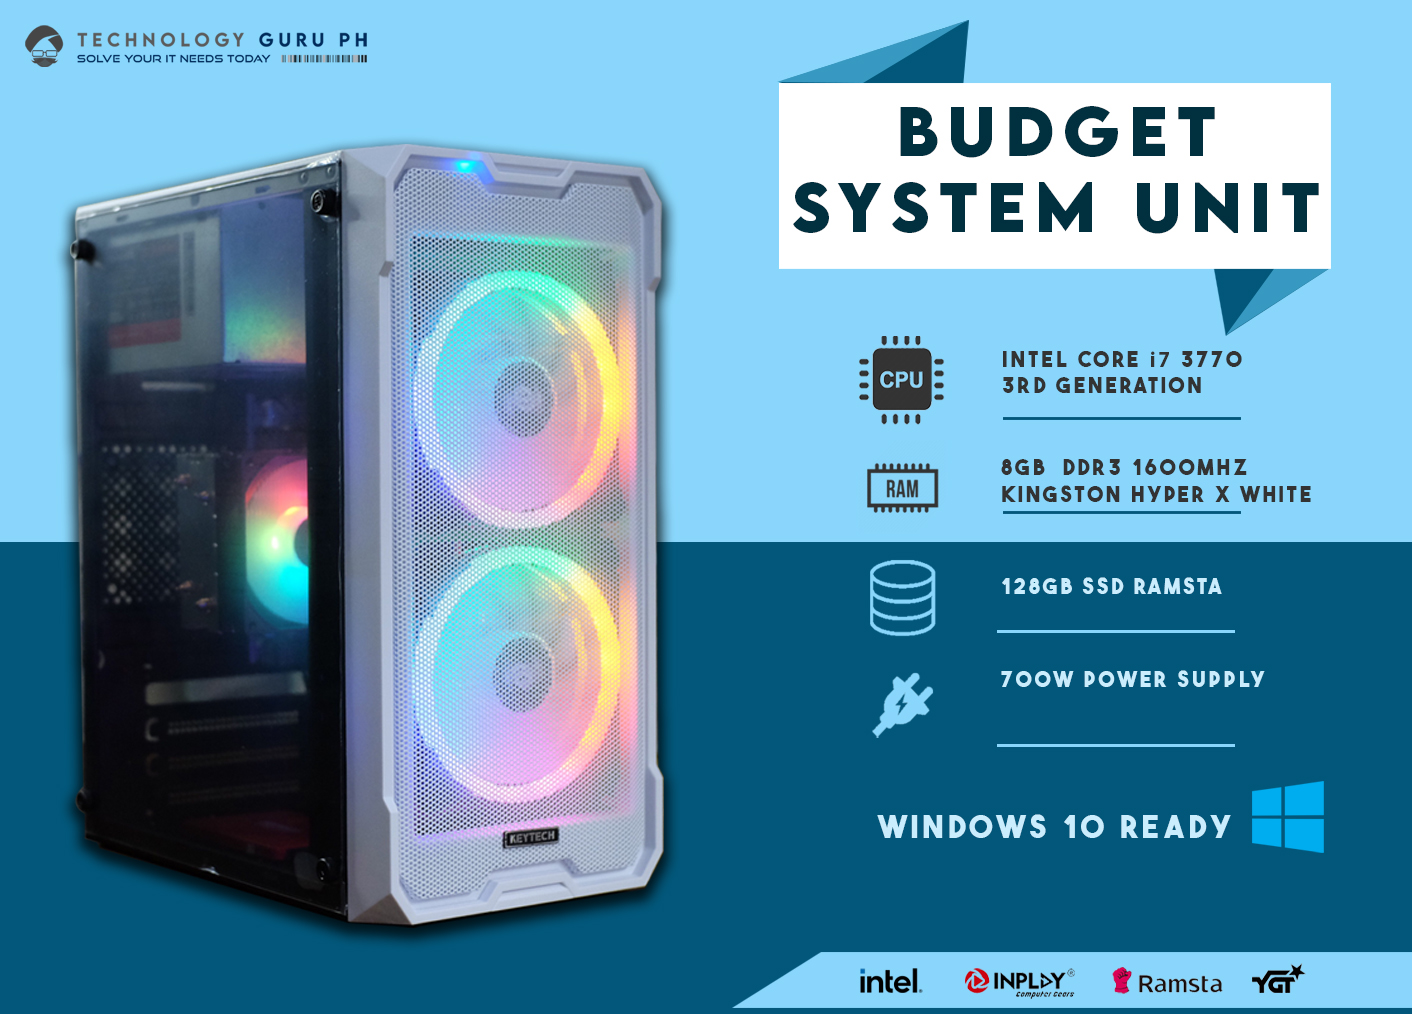 TECHNOLOGY GURU PH
SOLVE YOUR IT NEEDS TODAY
BUDGET
SYSTEM UNIT
CPU
INTEL CORE i7 3770
3RD GENERATION
RAM
8GB DDR3 1600MHZ
KINGSTON HYPER X WHITE
128GB SSD RAMSTA
700W POWER SUPPLY
WINDOWS 10 READY
KEYTECH
intel.
INPLAY®
computer Gears
Ramsta
YGT